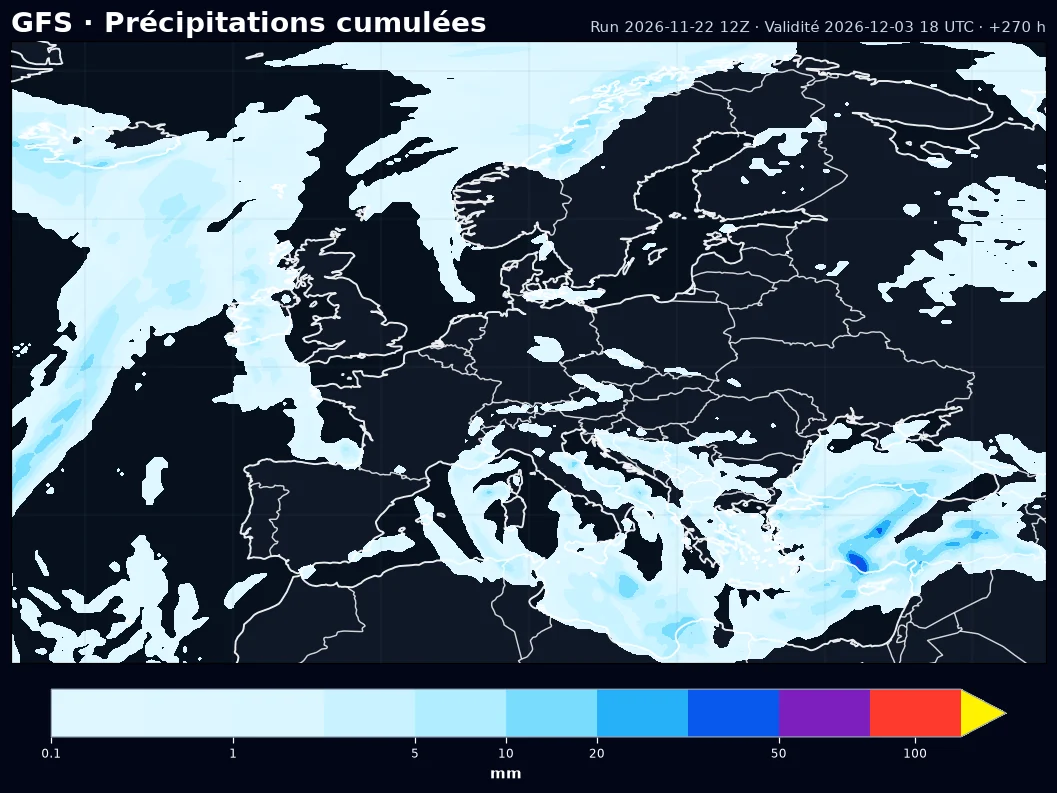 GFS · Précipitations cumulées
Run 2026-11-22 12Z · Validité 2026-12-03 18 UTC · +270 h
0.1 1 5 10 20 50 100
mm